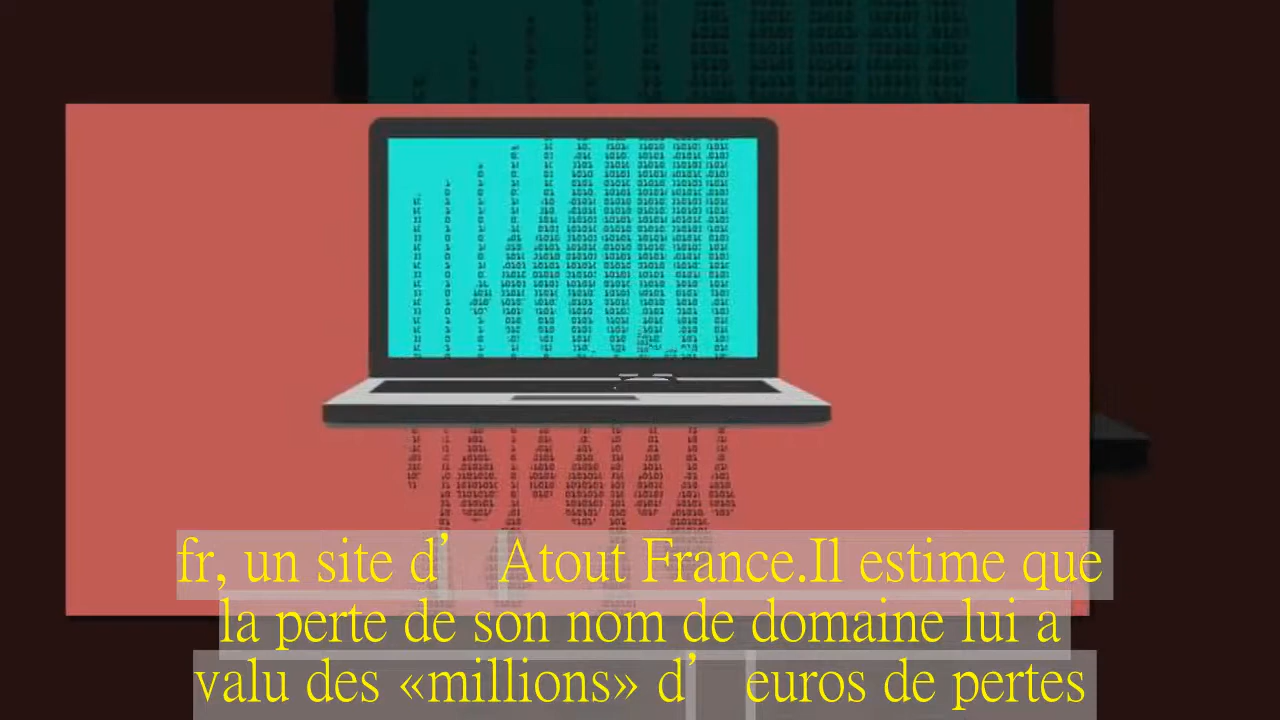 fr, un site d’ Atout France.Il estime que
la perte de son nom de domaine lui a
valu des «millions» d’ euros de pertes